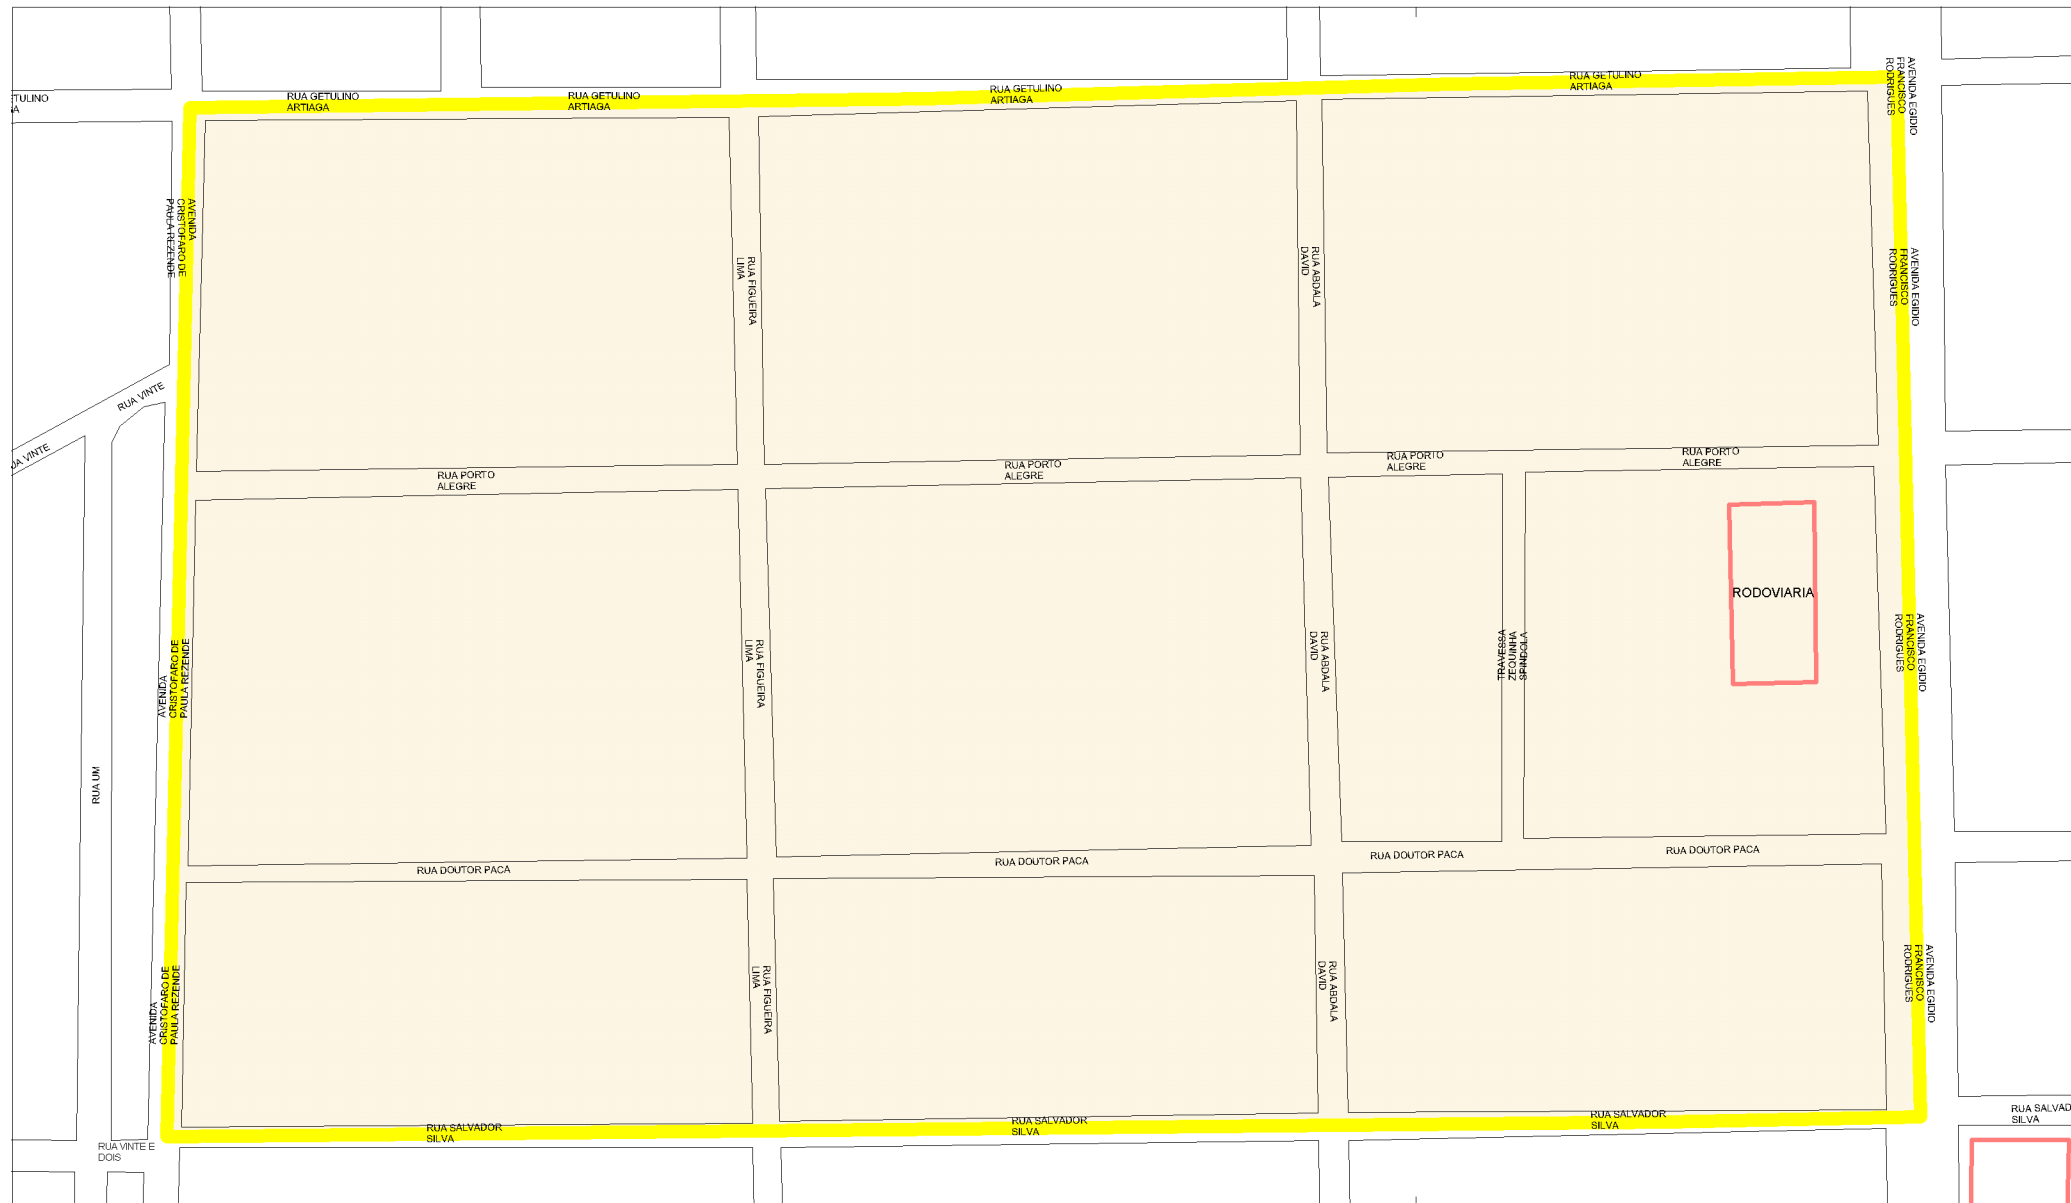 RUA GETULINO
ARTIAGA
RUA GETULINO
ARTIAGA
RUA GETULINO
ARTIAGA
RUA GETULINO
ARTIAGA
TULINO
AVENIDA EGIDIO
FRANCISCO
RODRIGUES
AVENIDA
CRISTOFARO DE
PAULA REZENDE
RUA FIGUEIRA
LIMA
RUA ABDALA
DAVID
AVENIDA EGIDIO
FRANCISCO
RODRIGUES
RUA VINTE
VINTE
RUA PORTO
ALEGRE
RUA PORTO
ALEGRE
RUA PORTO
ALEGRE
RUA PORTO
ALEGRE
RODOVIARIA
AVENIDA
CRISTOFARO DE
PAULA REZENDE
RUA FIGUEIRA
LIMA
RUA ABDALA
DAVID
TRAVESSA
ZEQUINHA
SPINDOLA
AVENIDA EGIDIO
FRANCISCO
RODRIGUES
RUA UM
RUA DOUTOR PACA
RUA DOUTOR PACA
RUA DOUTOR PACA
RUA DOUTOR PACA
AVENIDA
CRISTOFARO DE
PAULA REZENDE
RUA FIGUEIRA
LIMA
RUA ABDALA
DAVID
AVENIDA EGIDIO
FRANCISCO
RODRIGUES
RUA SALVADOR
SILVA
RUA SALVADOR
SILVA
RUA SALVADOR
SILVA
RUA SALVAD
SILVA
RUA VINTE E
DOIS